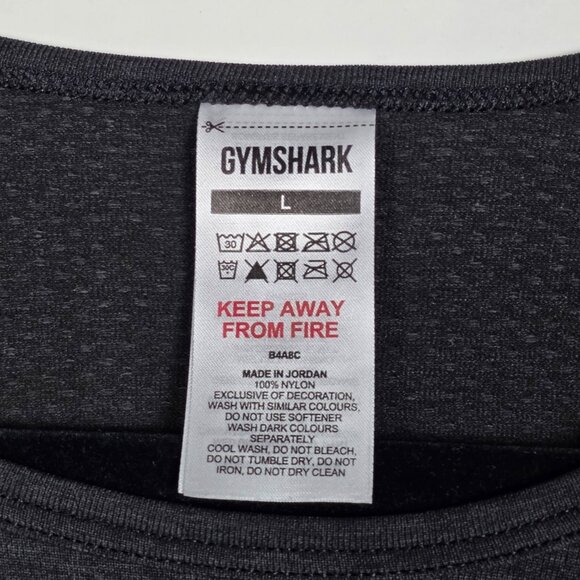 GYMSHARK
L
30
30C
KEEP AWAY
FROM FIRE
B4A8C
MADE IN JORDAN
100% NYLON
EXCLUSIVE OF DECORATION,
WASH WITH SIMILAR COLOURS,
DO NOT USE SOFTENER
WASH DARK COLOURS
SEPARATELY
COOL WASH, DO NOT BLEACH,
DO NOT TUMBLE DRY, DO NOT
IRON, DO NOT DRY CLEAN